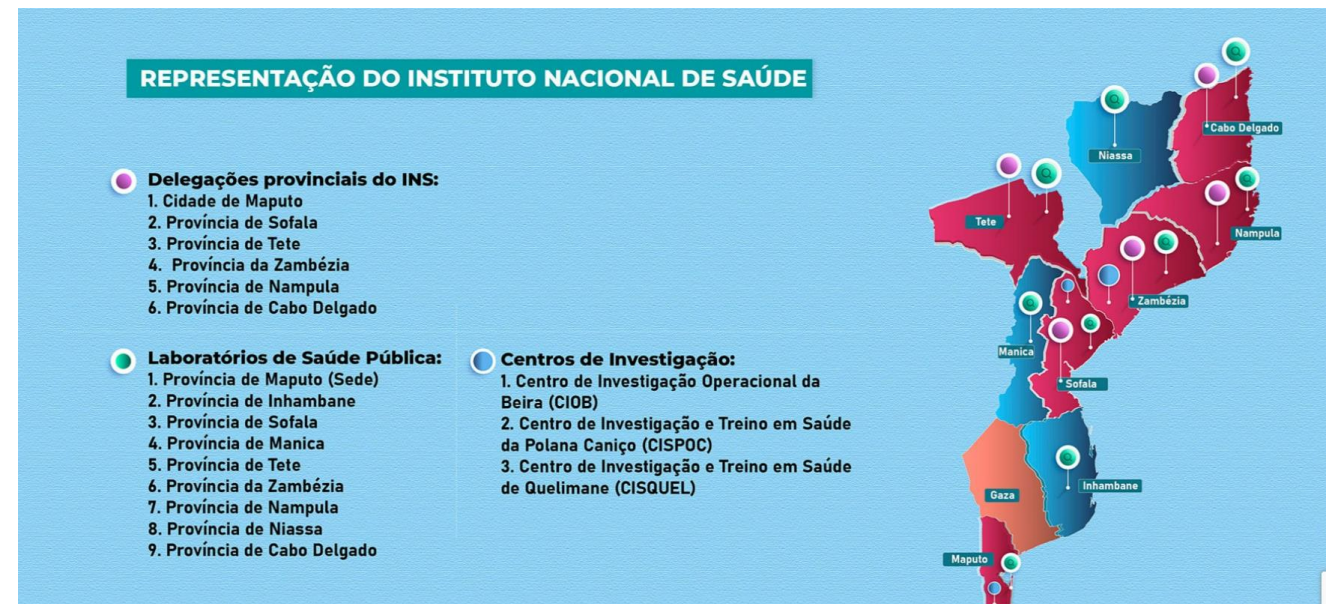 REPRESENTAÇÃO DO INSTITUTO NACIONAL DE SAÚDE
Delegações provinciais do INS:
1. Cidade de Maputo
2. Província de Sofala
3. Província de Tete
4. Província da Zambézia
5. Província de Nampula
6. Província de Cabo Delgado
Laboratórios de Saúde Pública:
1. Província de Maputo (Sede)
2. Província de Inhambane
3. Província de Sofala
4. Província de Manica
5. Província de Tete
6. Província da Zambézia
7. Província de Nampula
8. Província de Niassa
9. Província de Cabo Delgado
Centros de Investigação:
1. Centro de Investigação Operacional da
Beira (CIOB)
2. Centro de Investigação e Treino em Saúde
da Polana Caniço (CISPOC)
3. Centro de Investigação e Treino em Saúde
de Quelimane (CISQUEL)
Cabo Delgado
Niassa
Tete
Nampula
Zambézia
Manica
Sofala
Inhambane
Gaza
Maputo